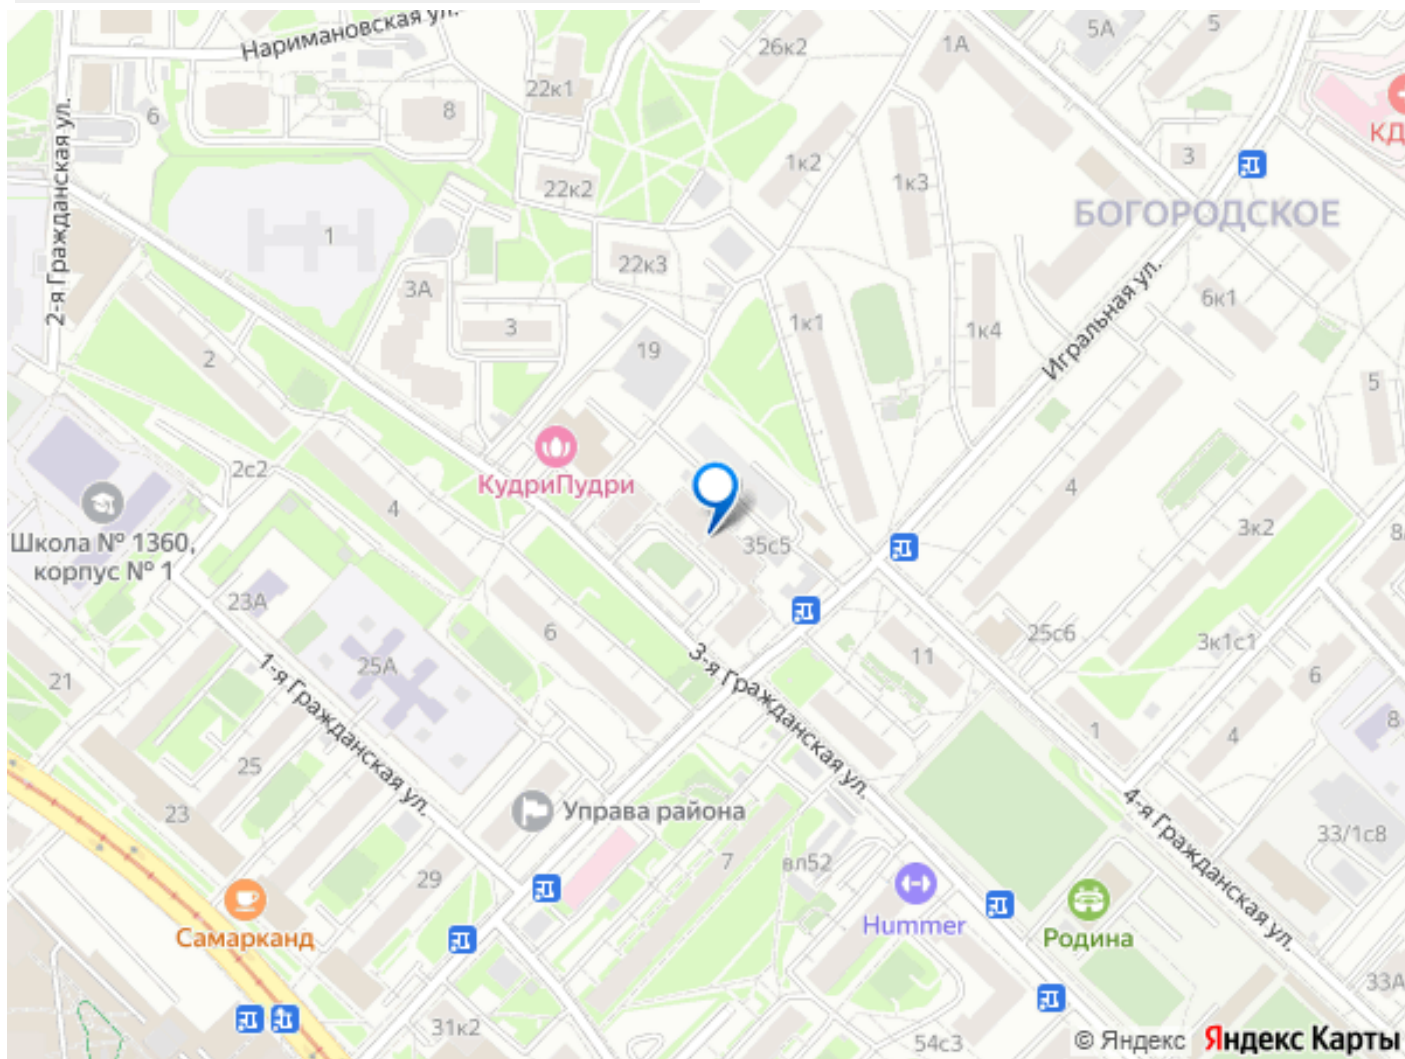 Наримановская ул.
5А
5
26к2
1А
22к1
6
8
КД
2-я Гражданская ул.
3
1к2
22к2
1к3
БОГОРОДСКОЕ
1
22к3
3А
6к1
Игральная ул.
3
1к1
1к4
2
19
5
2с2
КудриПудри
4
4
Школа № 1360,
корпус № 1
35с5
3к2
8/
23А
6
25с6
3к1с1
25А
11
21
1-я Гражданская ул.
3-я Гражданская ул.
6
8
1
4
25
23
Управа района
4-я Гражданская ул.
33/1с8
7
вл52
29
Hummer
Родина
Самарканд
33А
31к2
54с3
© Яндекс Яндекс Карты